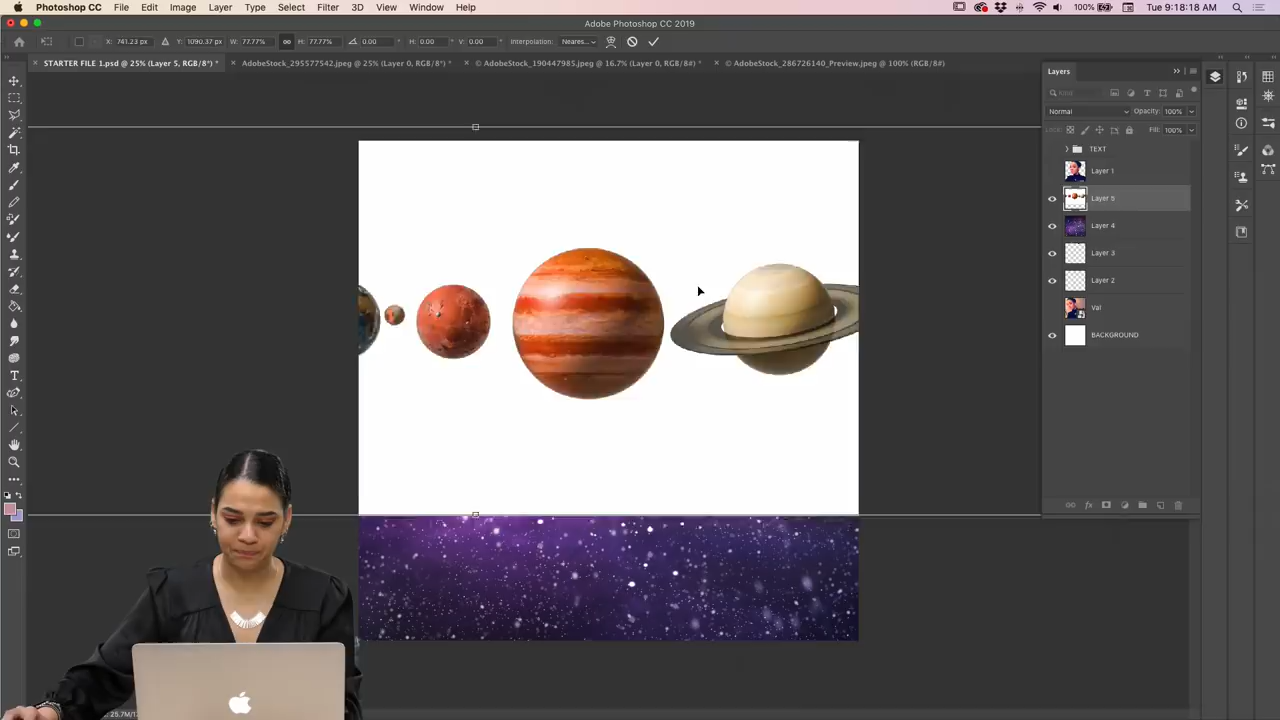 Photoshop CC File Edit Image Layer Type Select Filter 3D View Window Help 100% Tue 9:18:18 AM
Adobe Photoshop CC 2019
X: 741.23 px Y: 1090.37 px W: 77.77% H: 77.77% 0.00 H: 0.00 V: 0.00 Interpolation: Neares...
× STARTER FILE 1.psd @ 25% (Layer 5, RGB/8*) * × AdobeStock_295577542.jpeg @ 25% (Layer 0, RGB/8*) * × © AdobeStock_190447985.jpeg @ 16.7% (Layer 0, RGB/8#) * × © AdobeStock_286726140_Preview.jpeg @ 100% (RGB/8#)
Layers
Kind
Normal Opacity: 100%
Lock: Fill: 100%
TEXT
Layer 1
Layer 5
Layer 4
Layer 3
Layer 2
Val
BACKGROUND